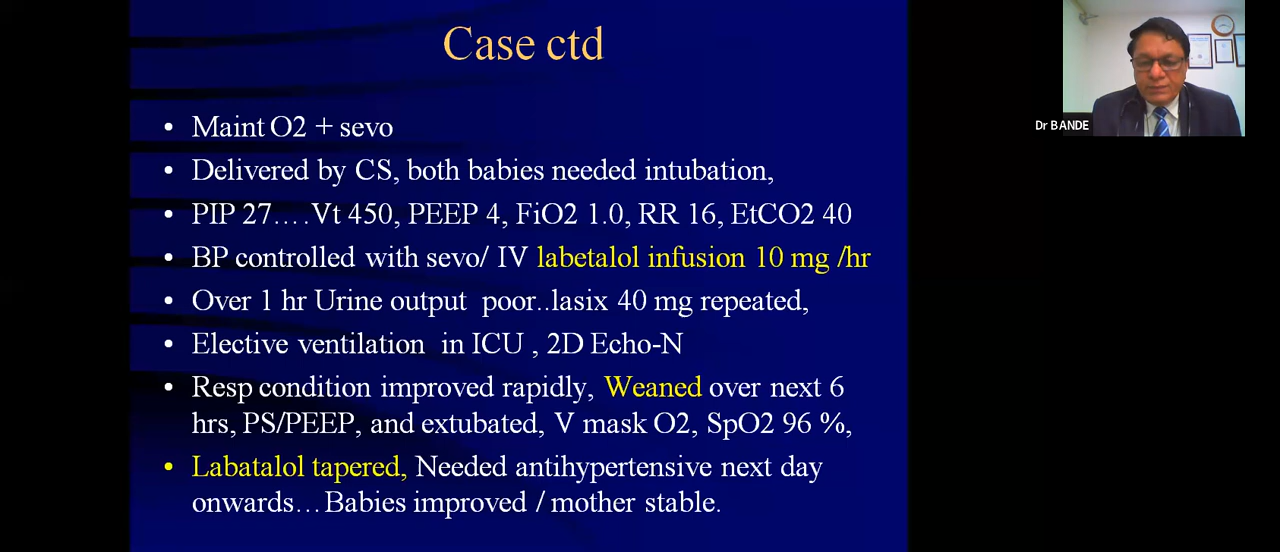 Case ctd
• Maint O2 + sevo
• Delivered by CS, both babies needed intubation,
• PIP 27….Vt 450, PEEP 4, FiO2 1.0, RR 16, EtCO2 40
• BP controlled with sevo/ IV labetalol infusion 10 mg /hr
• Over 1 hr Urine output poor..lasix 40 mg repeated,
• Elective ventilation in ICU , 2D Echo-N
• Resp condition improved rapidly, Weaned over next 6
hrs, PS/PEEP, and extubated, V mask O2, SpO2 96 %,
• Labatalol tapered, Needed antihypertensive next day
onwards…Babies improved / mother stable.
Dr BANDE